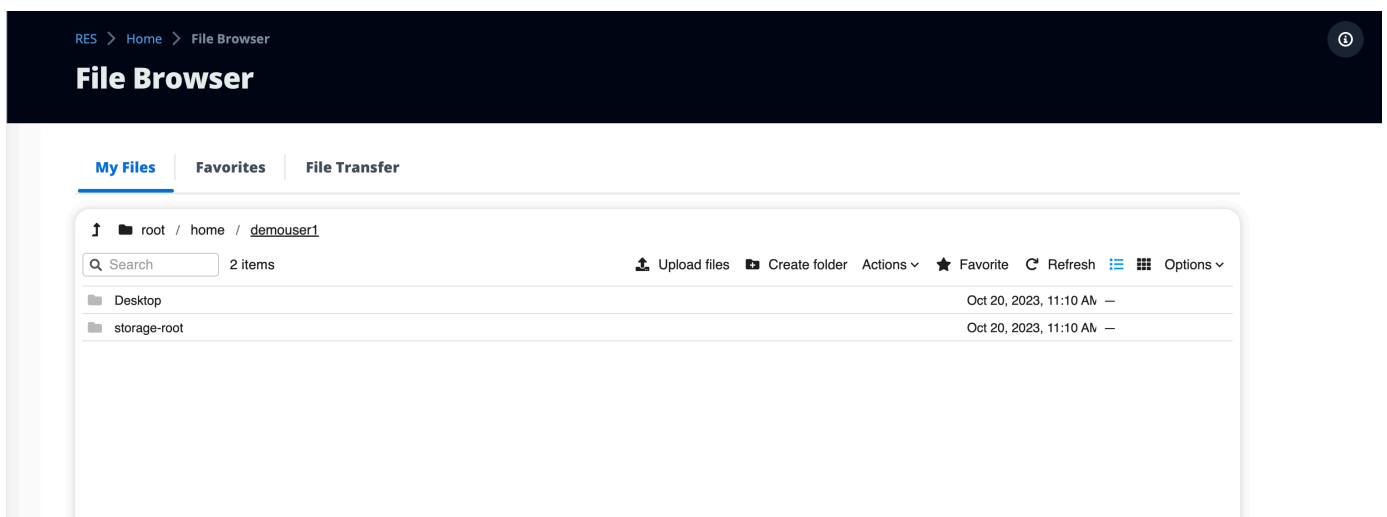 RES > Home > File Browser
File Browser
My Files Favorites File Transfer
root / home / demouser1
Search 2 items Upload files Create folder Actions Favorite Refresh Options
Desktop Oct 20, 2023, 11:10 AM —
storage-root Oct 20, 2023, 11:10 AM —